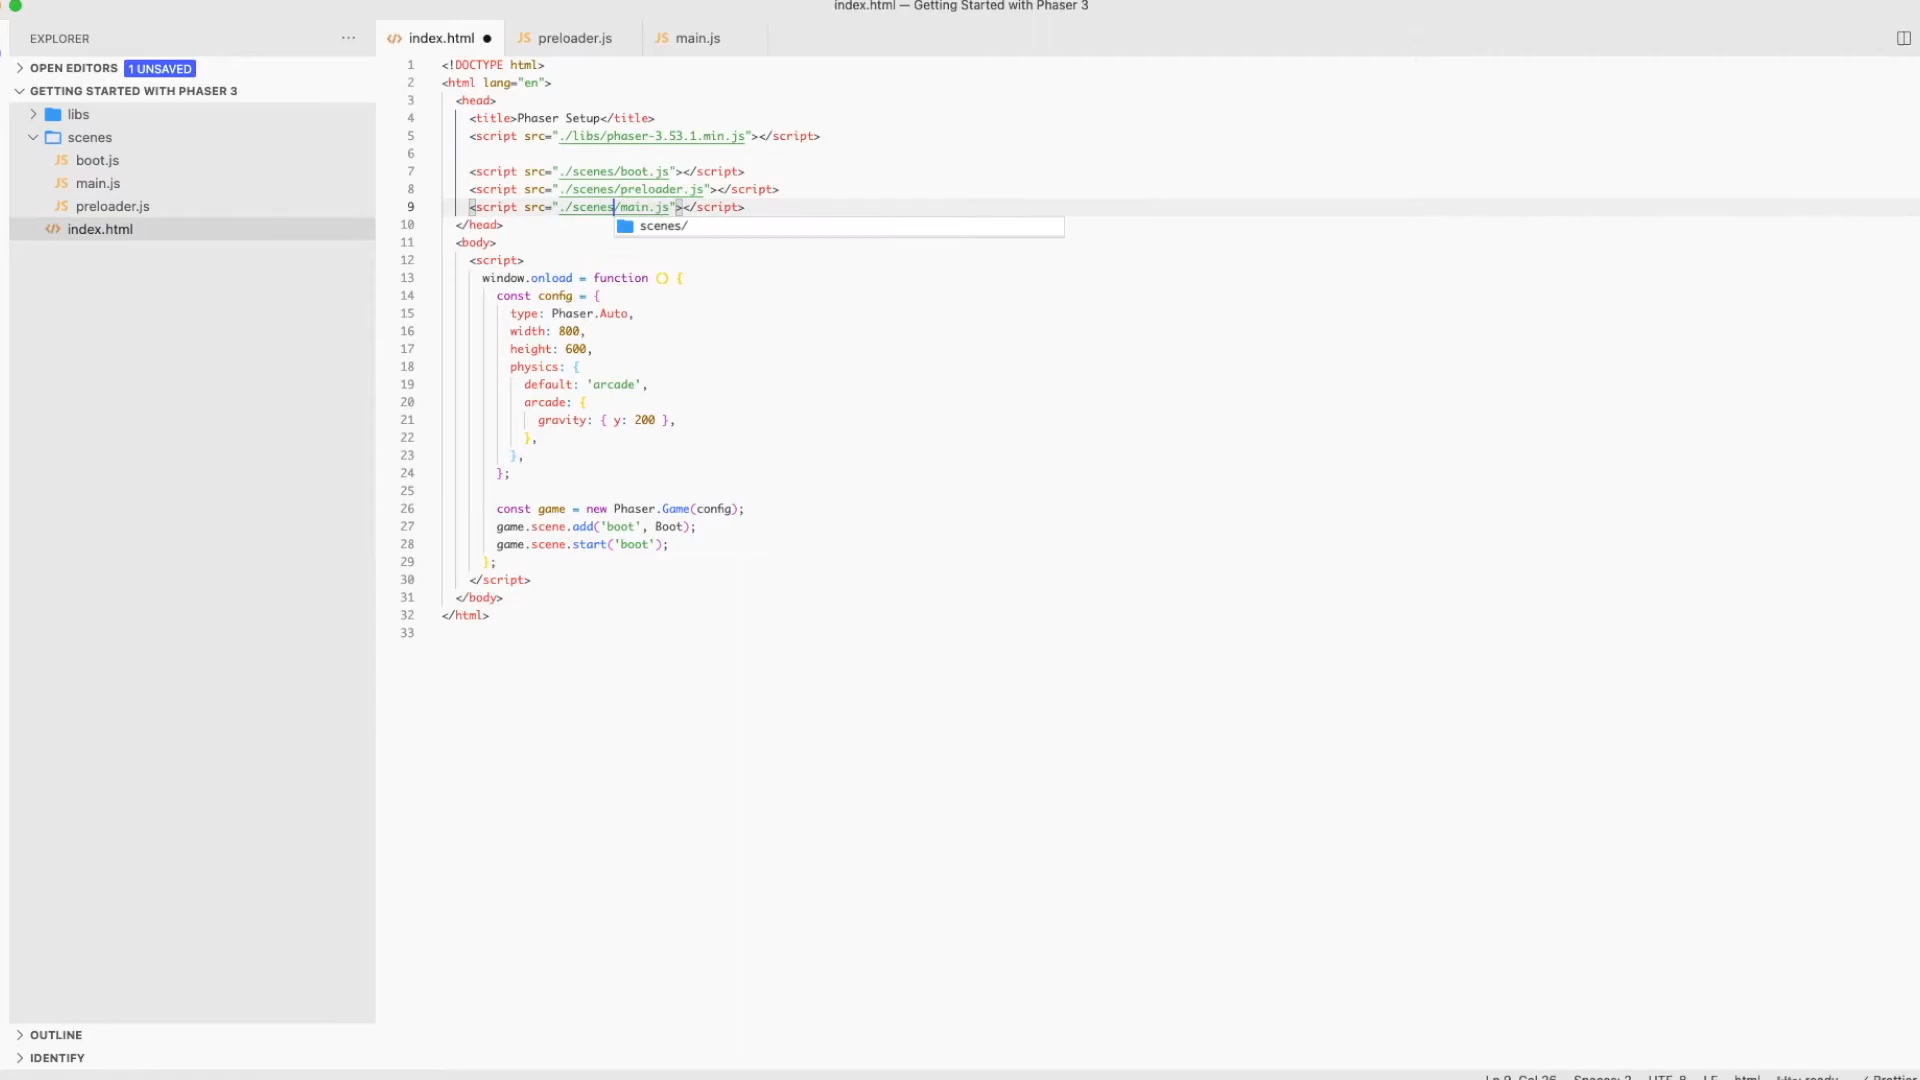 index.html — Getting Started with Phaser 3
EXPLORER
OPEN EDITORS 1 UNSAVED
GETTING STARTED WITH PHASER 3
libs
scenes
JS boot.js
JS main.js
JS preloader.js
index.html
OUTLINE
IDENTIFY
index.html
JS preloader.js
JS main.js
1 <!DOCTYPE html>
2 <html lang="en">
3 <head>
4 <title>Phaser Setup</title>
5 <script src="./libs/phaser-3.53.1.min.js"></script>
6
7 <script src="./scenes/boot.js"></script>
8 <script src="./scenes/preloader.js"></script>
9 <script src="./scenes/main.js"></script>
10 </head>
scenes/
11 <body>
12 <script>
13 window.onload = function () {
14 const config = {
15 type: Phaser.Auto,
16 width: 800,
17 height: 600,
18 physics: {
19 default: 'arcade',
20 arcade: {
21 gravity: { y: 200 },
22 },
23 },
24 };
25
26 const game = new Phaser.Game(config);
27 game.scene.add('boot', Boot);
28 game.scene.start('boot');
29 };
30 </script>
31 </body>
32 </html>
33